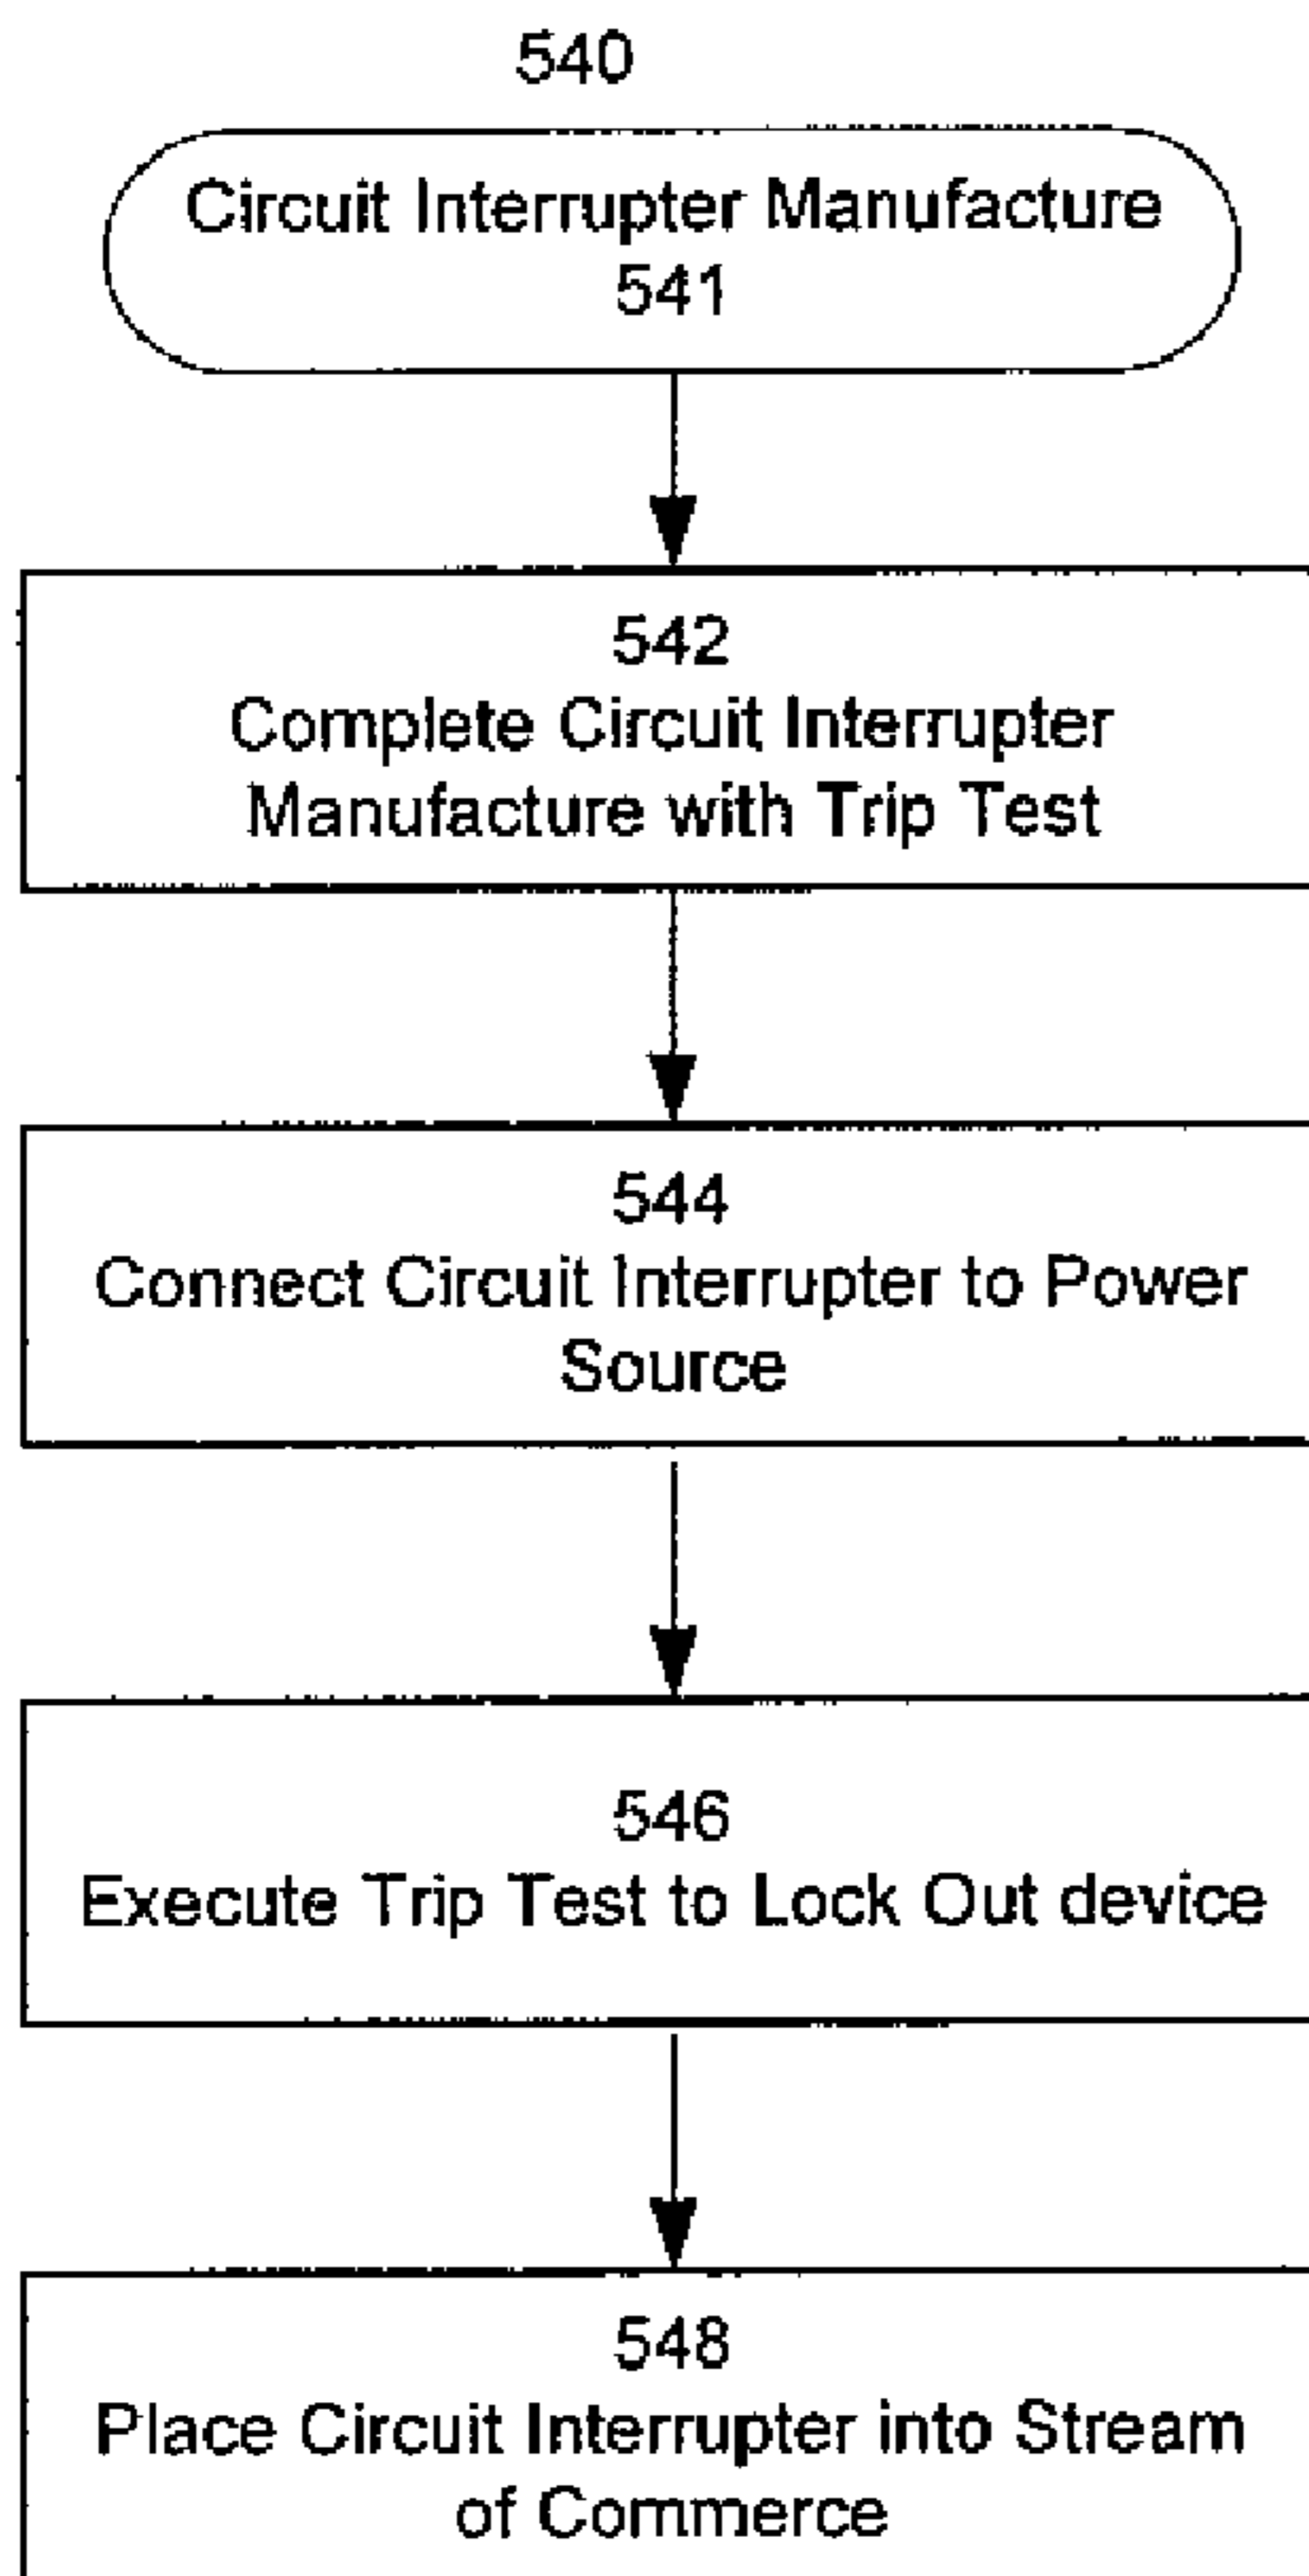 540
Circuit Interrupter Manufacture
541
542
Complete Circuit Interrupter
Manufacture with Trip Test
544
Connect Circuit Interrupter to Power
Source
546
Execute Trip Test to Lock Out device
548
Place Circuit Interrupter into Stream
of Commerce